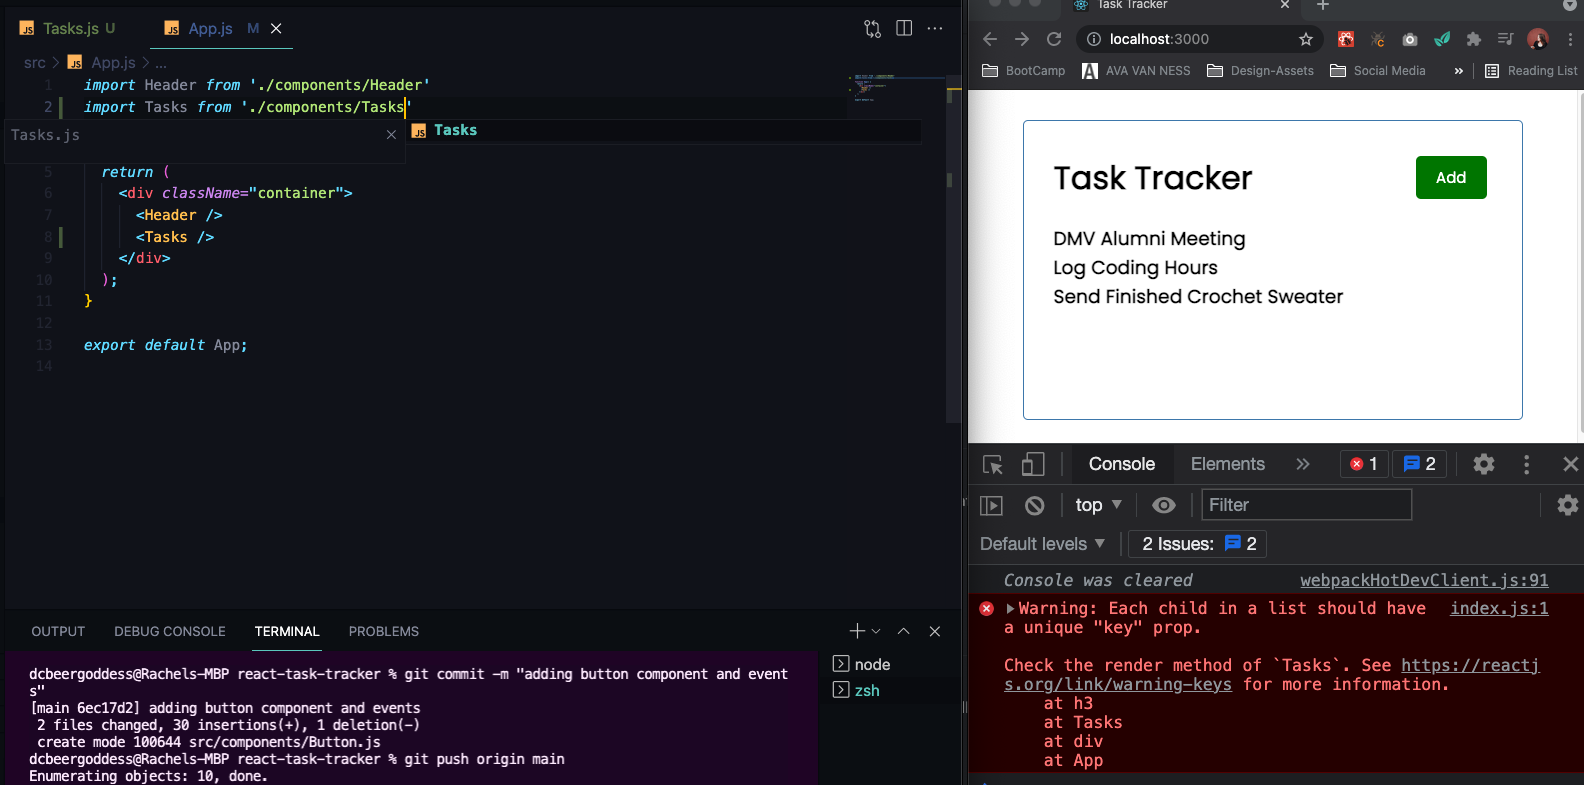 Tasks.js U
App.js M
src > App.js > ...
1 import Header from './components/Header'
2 import Tasks from './components/Tasks'
Tasks.js
Tasks
5 return (
6 <div className="container">
7 <Header />
8 <Tasks />
9 </div>
10 );
11 }
12
13 export default App;
14
OUTPUT DEBUG CONSOLE TERMINAL PROBLEMS
dcbeergoddess@Rachels-MBP react-task-tracker % git commit -m "adding button component and event
s"
[main 6ec17d2] adding button component and events
2 files changed, 30 insertions(+), 1 deletion(-)
create mode 100644 src/components/Button.js
dcbeergoddess@Rachels-MBP react-task-tracker % git push origin main
Enumerating objects: 10, done.
node
zsh
Task Tracker
localhost:3000
BootCamp AVA VAN NESS Design-Assets Social Media » Reading List
Task Tracker
Add
DMV Alumni Meeting
Log Coding Hours
Send Finished Crochet Sweater
Console Elements » 1 2
top Filter
Default levels 2 Issues: 2
Console was cleared webpackHotDevClient.js:91
Warning: Each child in a list should have index.js:1
a unique "key" prop.
Check the render method of `Tasks`. See https://reactj
s.org/link/warning-keys for more information.
at h3
at Tasks
at div
at App